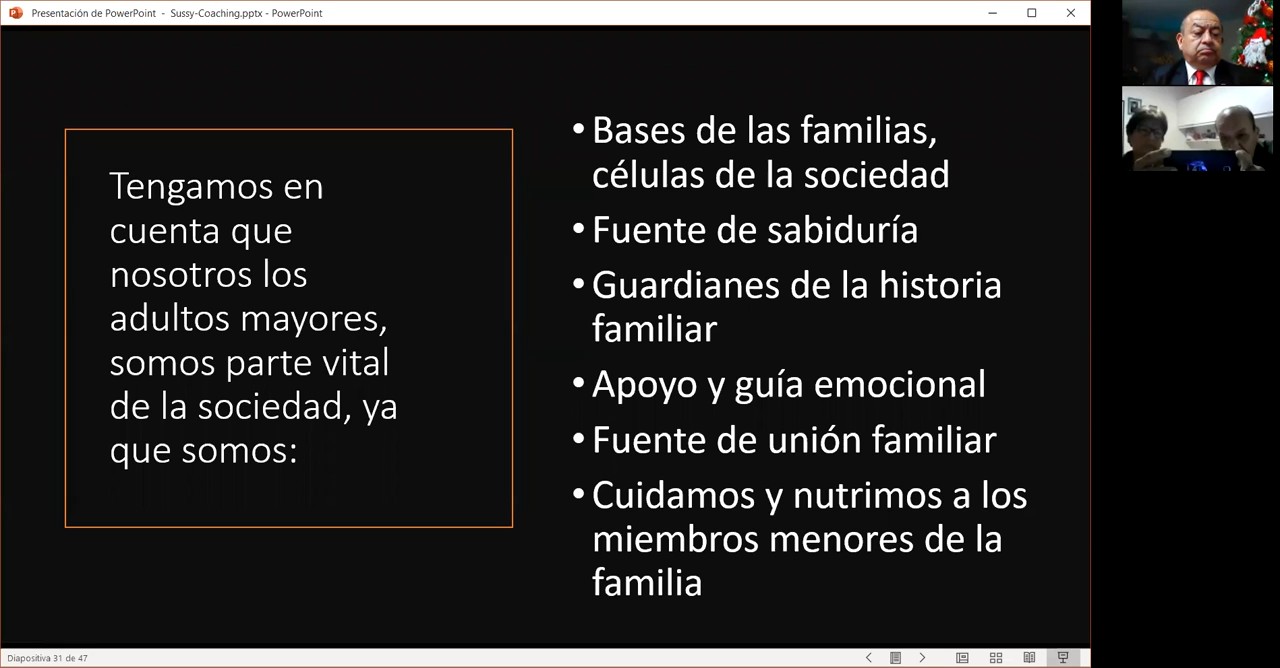 Presentación de PowerPoint - Sussy-Coaching.pptx - PowerPoint
Tengamos en
cuenta que
nosotros los
adultos mayores,
somos parte vital
de la sociedad, ya
que somos:
• Bases de las familias,
células de la sociedad
• Fuente de sabiduría
• Guardianes de la historia
familiar
• Apoyo y guía emocional
• Fuente de unión familiar
• Cuidamos y nutrimos a los
miembros menores de la
familia
Diapositiva 31 de 47